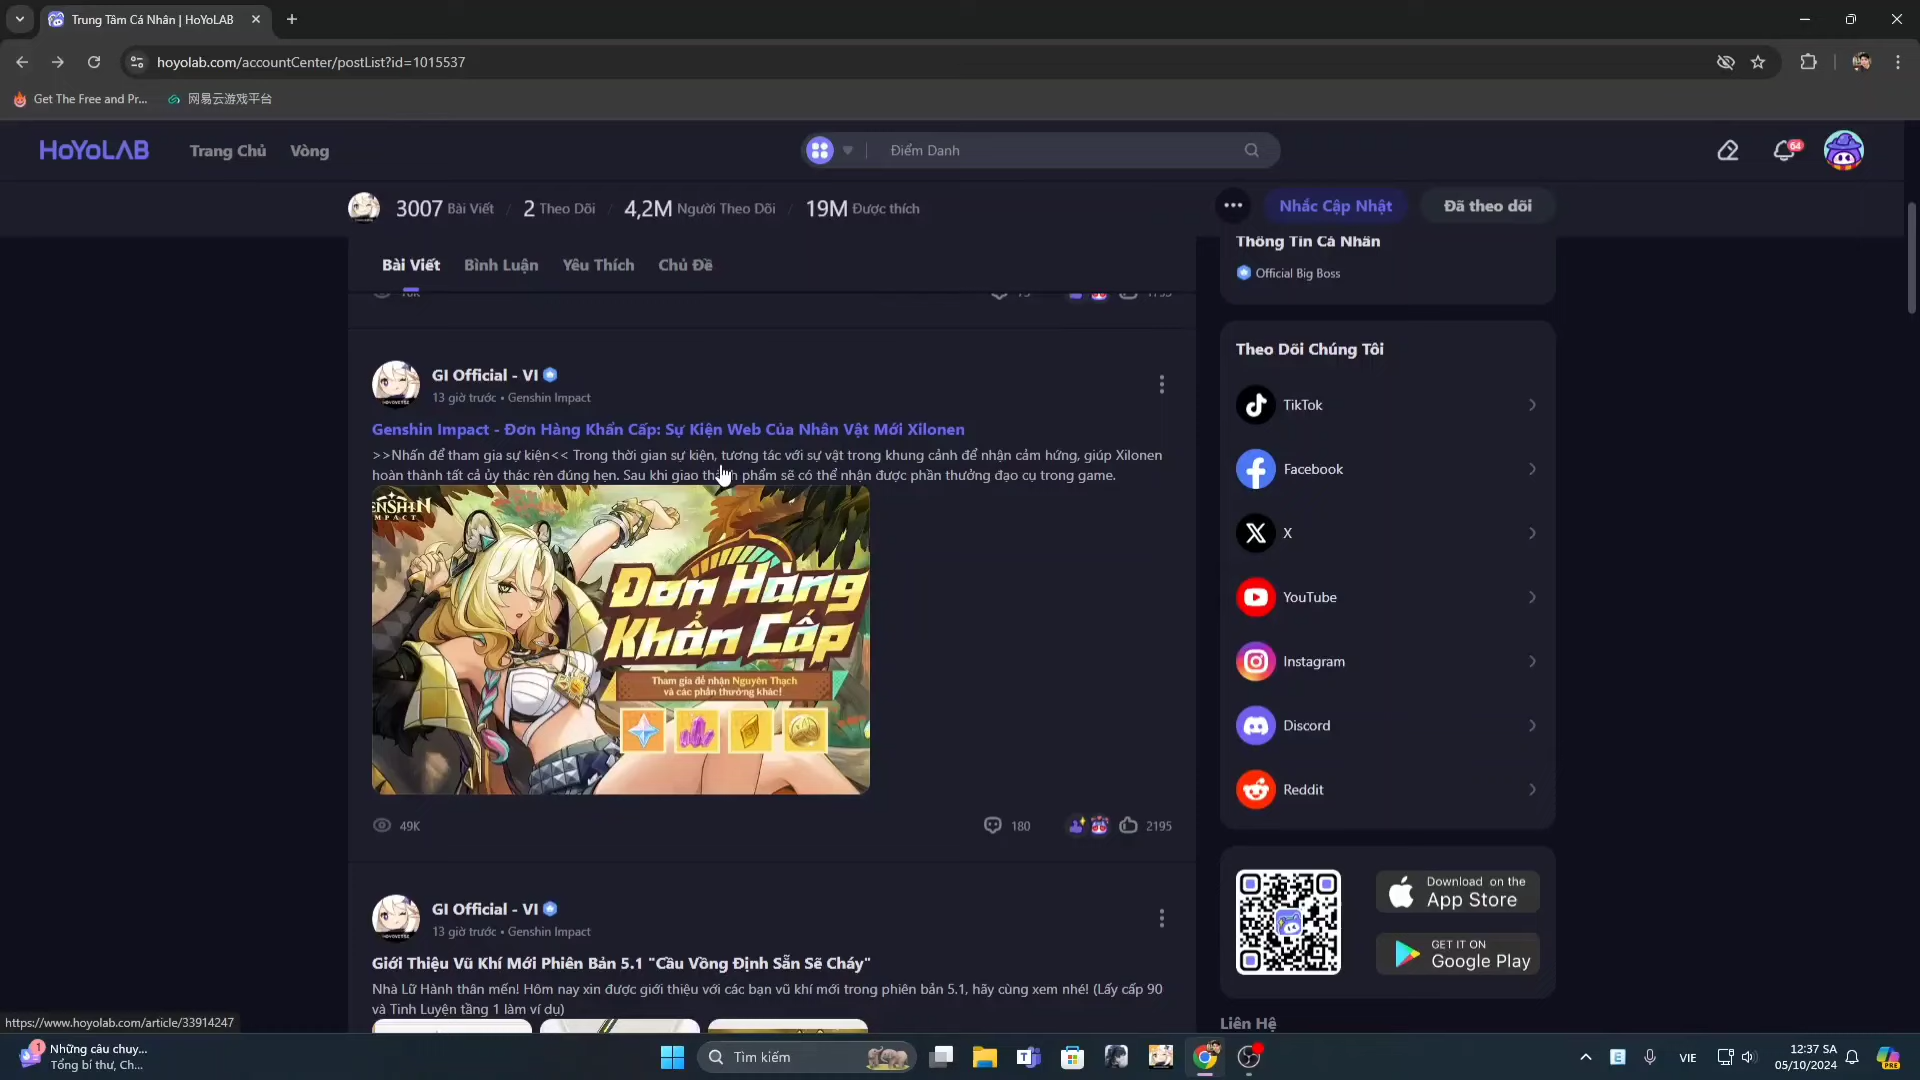 Trung Tâm Cá Nhân | HoYoLAB
hoyolab.com/accountCenter/postList?id=1015537
Get The Free and Pr...
网易云游戏平台
HoYoLAB
Trang Chủ
Vòng
Điểm Danh
64
3007 Bài Viết / 2 Theo Dõi / 4,2M Người Theo Dõi / 19M Được thích
Nhắc Cập Nhật
Đã theo dõi
Bài Viết
Bình Luận
Yêu Thích
Chủ Đề
Thông Tin Cá Nhân
Official Big Boss
GI Official - VI
13 giờ trước • Genshin Impact
Genshin Impact - Đơn Hàng Khẩn Cấp: Sự Kiện Web Của Nhân Vật Mới Xilonen
>>Nhấn để tham gia sự kiện<< Trong thời gian sự kiện, tương tác với sự vật trong khung cảnh để nhận cảm hứng, giúp Xilonen
hoàn thành tất cả ủy thác rèn đúng hẹn. Sau khi giao thành phẩm sẽ có thể nhận được phần thưởng đạo cụ trong game.
GENSHIN
IMPACT
Đơn Hàng
Khẩn Cấp
Tham gia để nhận Nguyên Thạch
và các phần thưởng khác!
49K
180
2195
GI Official - VI
13 giờ trước • Genshin Impact
Giới Thiệu Vũ Khí Mới Phiên Bản 5.1 "Cầu Vồng Định Sẵn Sẽ Cháy"
Nhà Lữ Hành thân mến! Hôm nay xin được giới thiệu với các bạn vũ khí mới trong phiên bản 5.1, hãy cùng xem nhé! (Lấy cấp 90
và Tinh Luyện tầng 1 làm ví dụ)
Theo Dõi Chúng Tôi
TikTok
Facebook
X
YouTube
Instagram
Discord
Reddit
Download on the
App Store
GET IT ON
Google Play
Liên Hệ
https://www.hoyolab.com/article/33914247
1
Những câu chuy...
Tổng bí thư, Ch...
Tìm kiếm
VIE
12:37 SA
05/10/2024
PRE